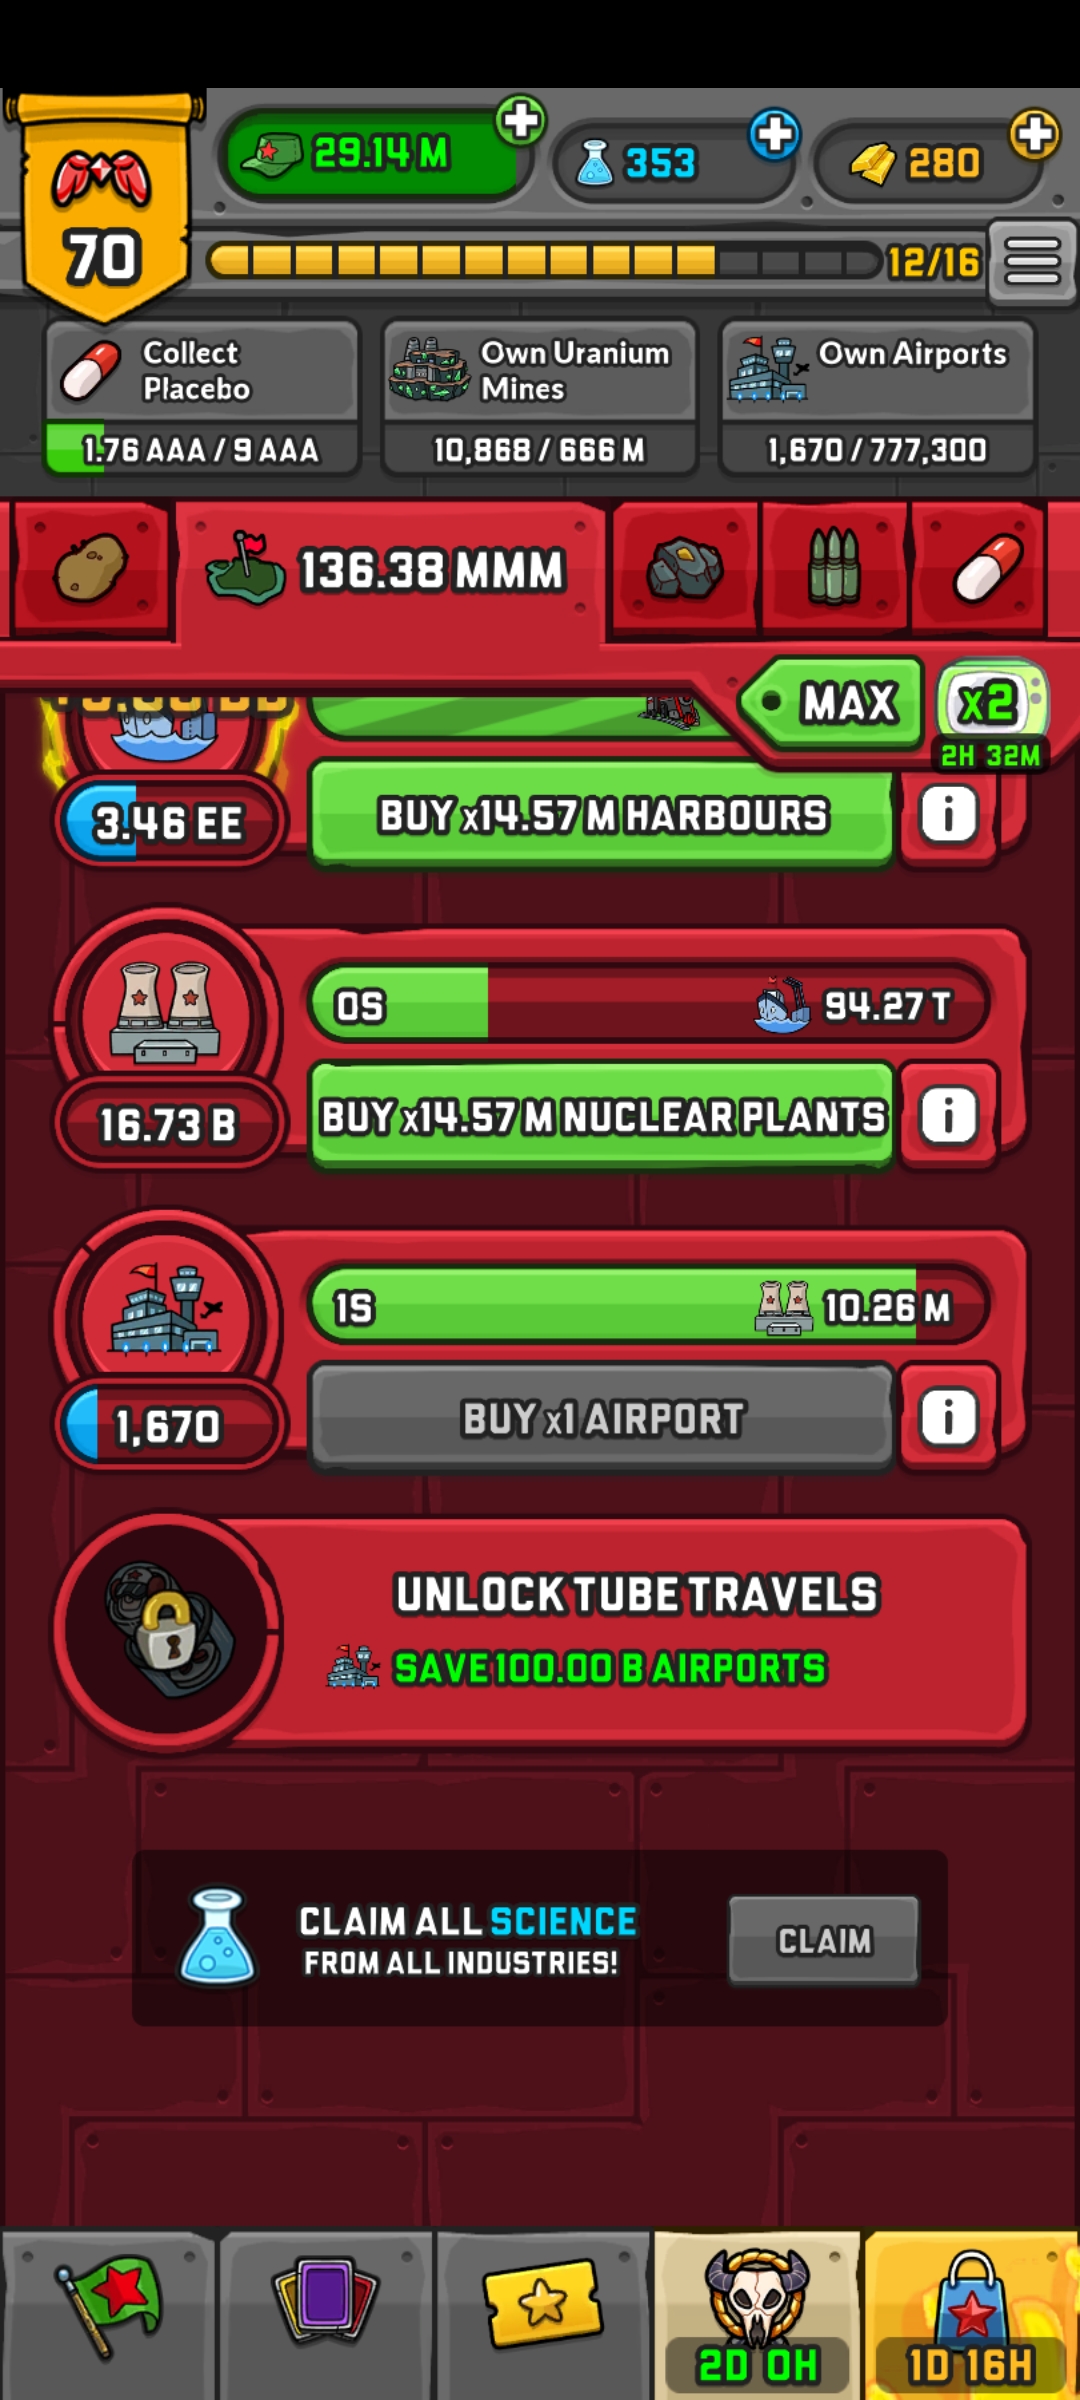 29.14 M
353
280
70
12/16
Collect
Placebo
1.76 AAA / 9 AAA
Own Uranium
Mines
10,868 / 666 M
Own Airports
1,670 / 777,300
136.38 MMM
MAX
x2
2H 32M
3.46 EE
BUY x14.57 M HARBOURS
i
0S
94.27 T
16.73 B
BUY x14.57 M NUCLEAR PLANTS
i
1S
10.26 M
1,670
BUY x1 AIRPORT
i
UNLOCK TUBE TRAVELS
SAVE 100.00 B AIRPORTS
CLAIM ALL SCIENCE
FROM ALL INDUSTRIES!
CLAIM
2D 0H
1D 16H